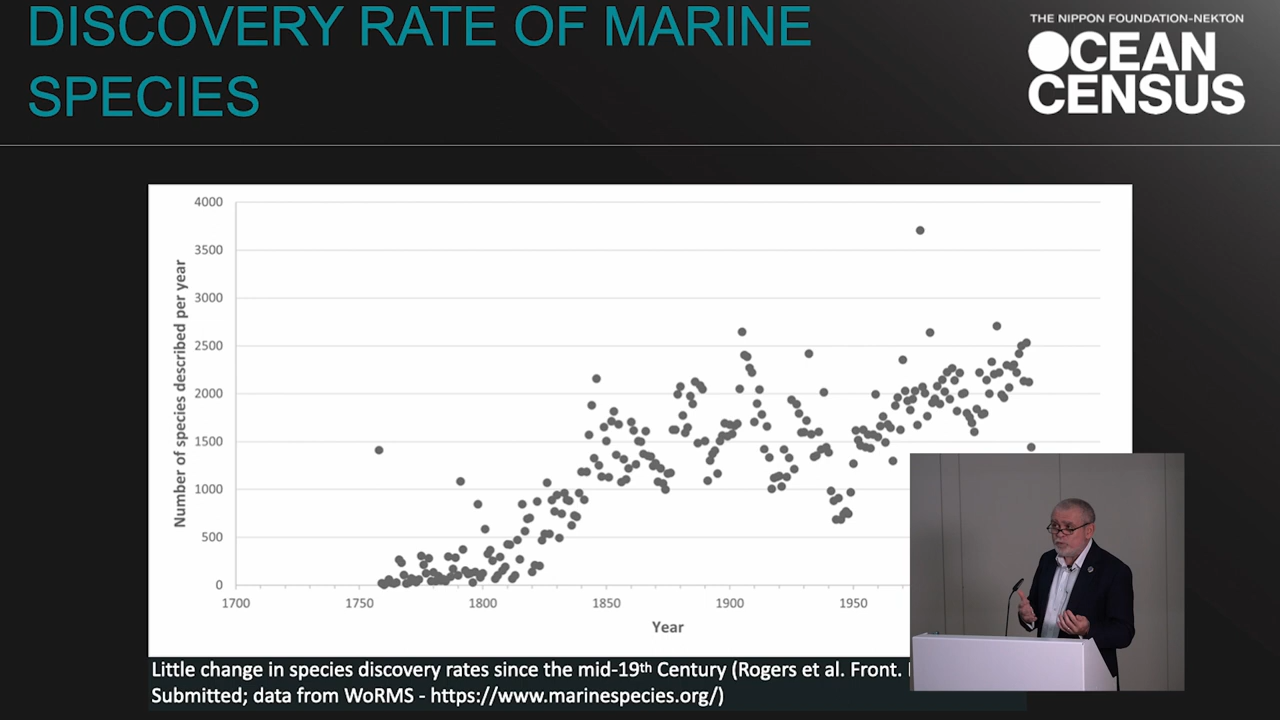 DISCOVERY RATE OF MARINE
SPECIES
THE NIPPON FOUNDATION-NEKTON
OCEAN
CENSUS
4000
3500
3000
2500
2000
1500
1000
500
0
Number of species described per year
1700 1750 1800 1850 1900 1950
Year
Little change in species discovery rates since the mid-19th Century (Rogers et al. Front.
Submitted; data from WoRMS - https://www.marinespecies.org/)